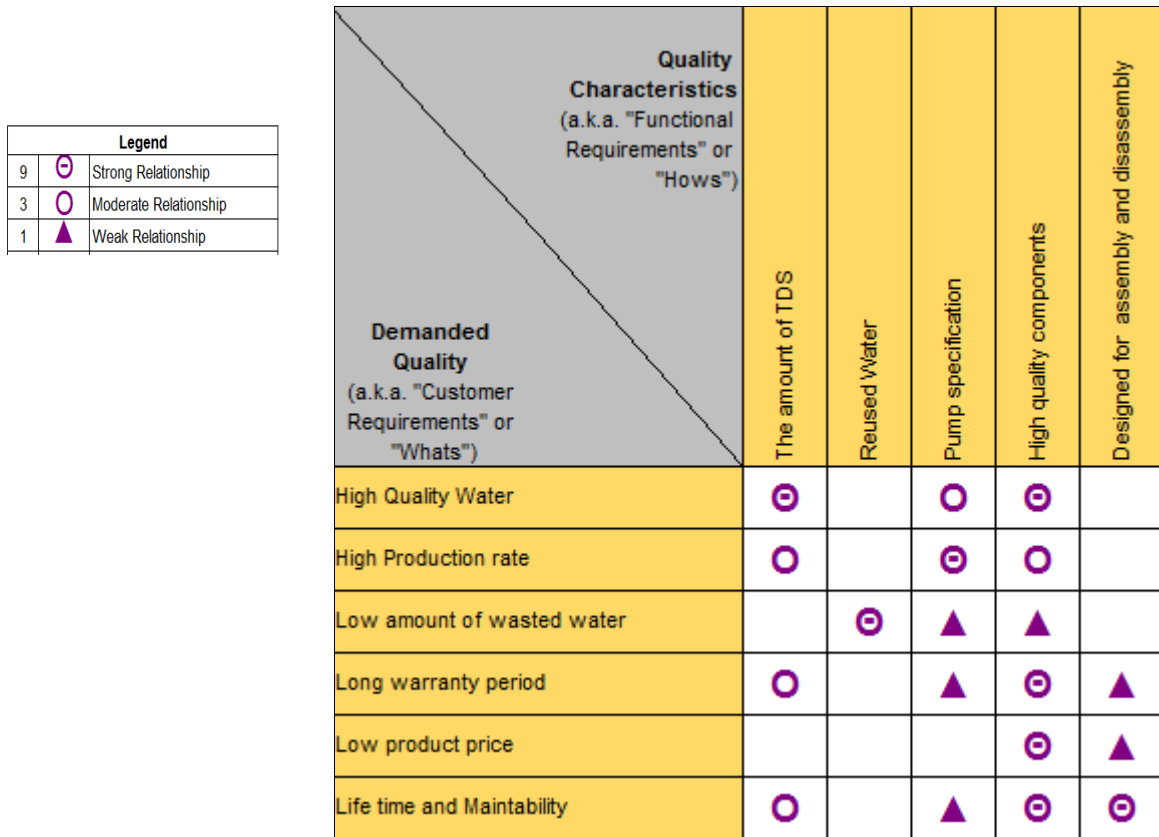 Legend
9 Strong Relationship
3 Moderate Relationship
1 Weak Relationship
Quality
Characteristics
(a.k.a. "Functional
Requirements" or
"Hows")
Demanded
Quality
(a.k.a. "Customer
Requirements" or
"Whats")
The amount of TDS
Reused Water
Pump specification
High quality components
Designed for assembly and disassembly
High Quality Water
High Production rate
Low amount of wasted water
Long warranty period
Low product price
Life time and Maintability